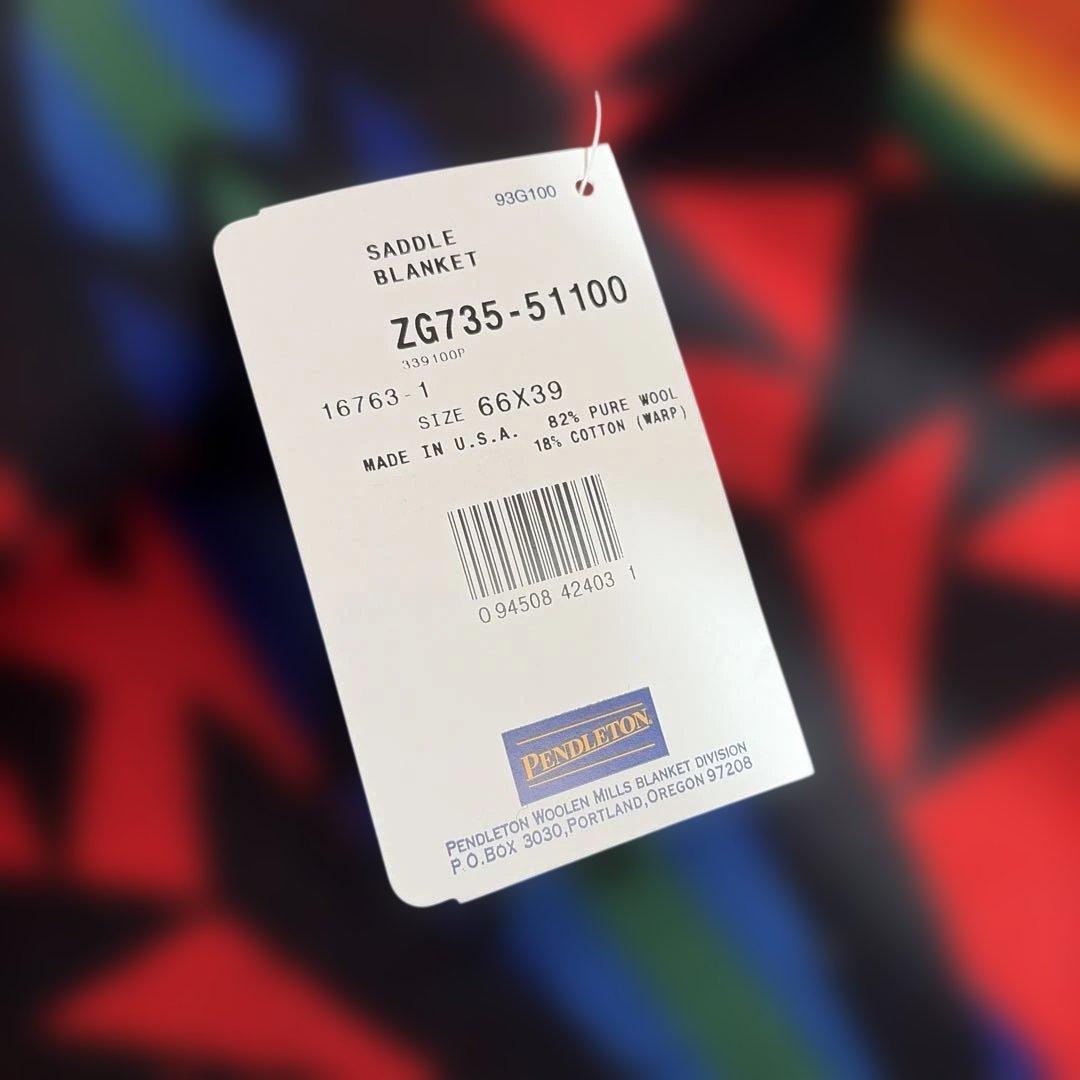 93G100
SADDLE
BLANKET
ZG735-51100
339100P
16763-1
SIZE 66X39
MADE IN U.S.A. 82% PURE WOOL
18% COTTON (WARP)
0 94508 42403 1
PENDLETON®
PENDLETON WOOLEN MILLS BLANKET DIVISION
P.O.BOX 3030,PORTLAND,OREGON 97208